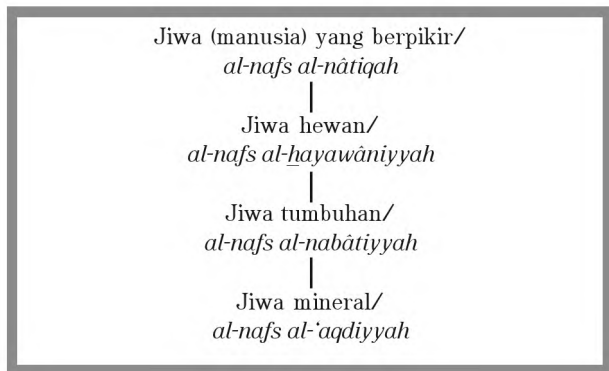 Jiwa (manusia) yang berpikir/
al-nafs al-nâtiqah
Jiwa hewan/
al-nafs al-ẖayawâniyyah
Jiwa tumbuhan/
al-nafs al-nabâtiyyah
Jiwa mineral/
al-nafs al-‘aqdiyyah